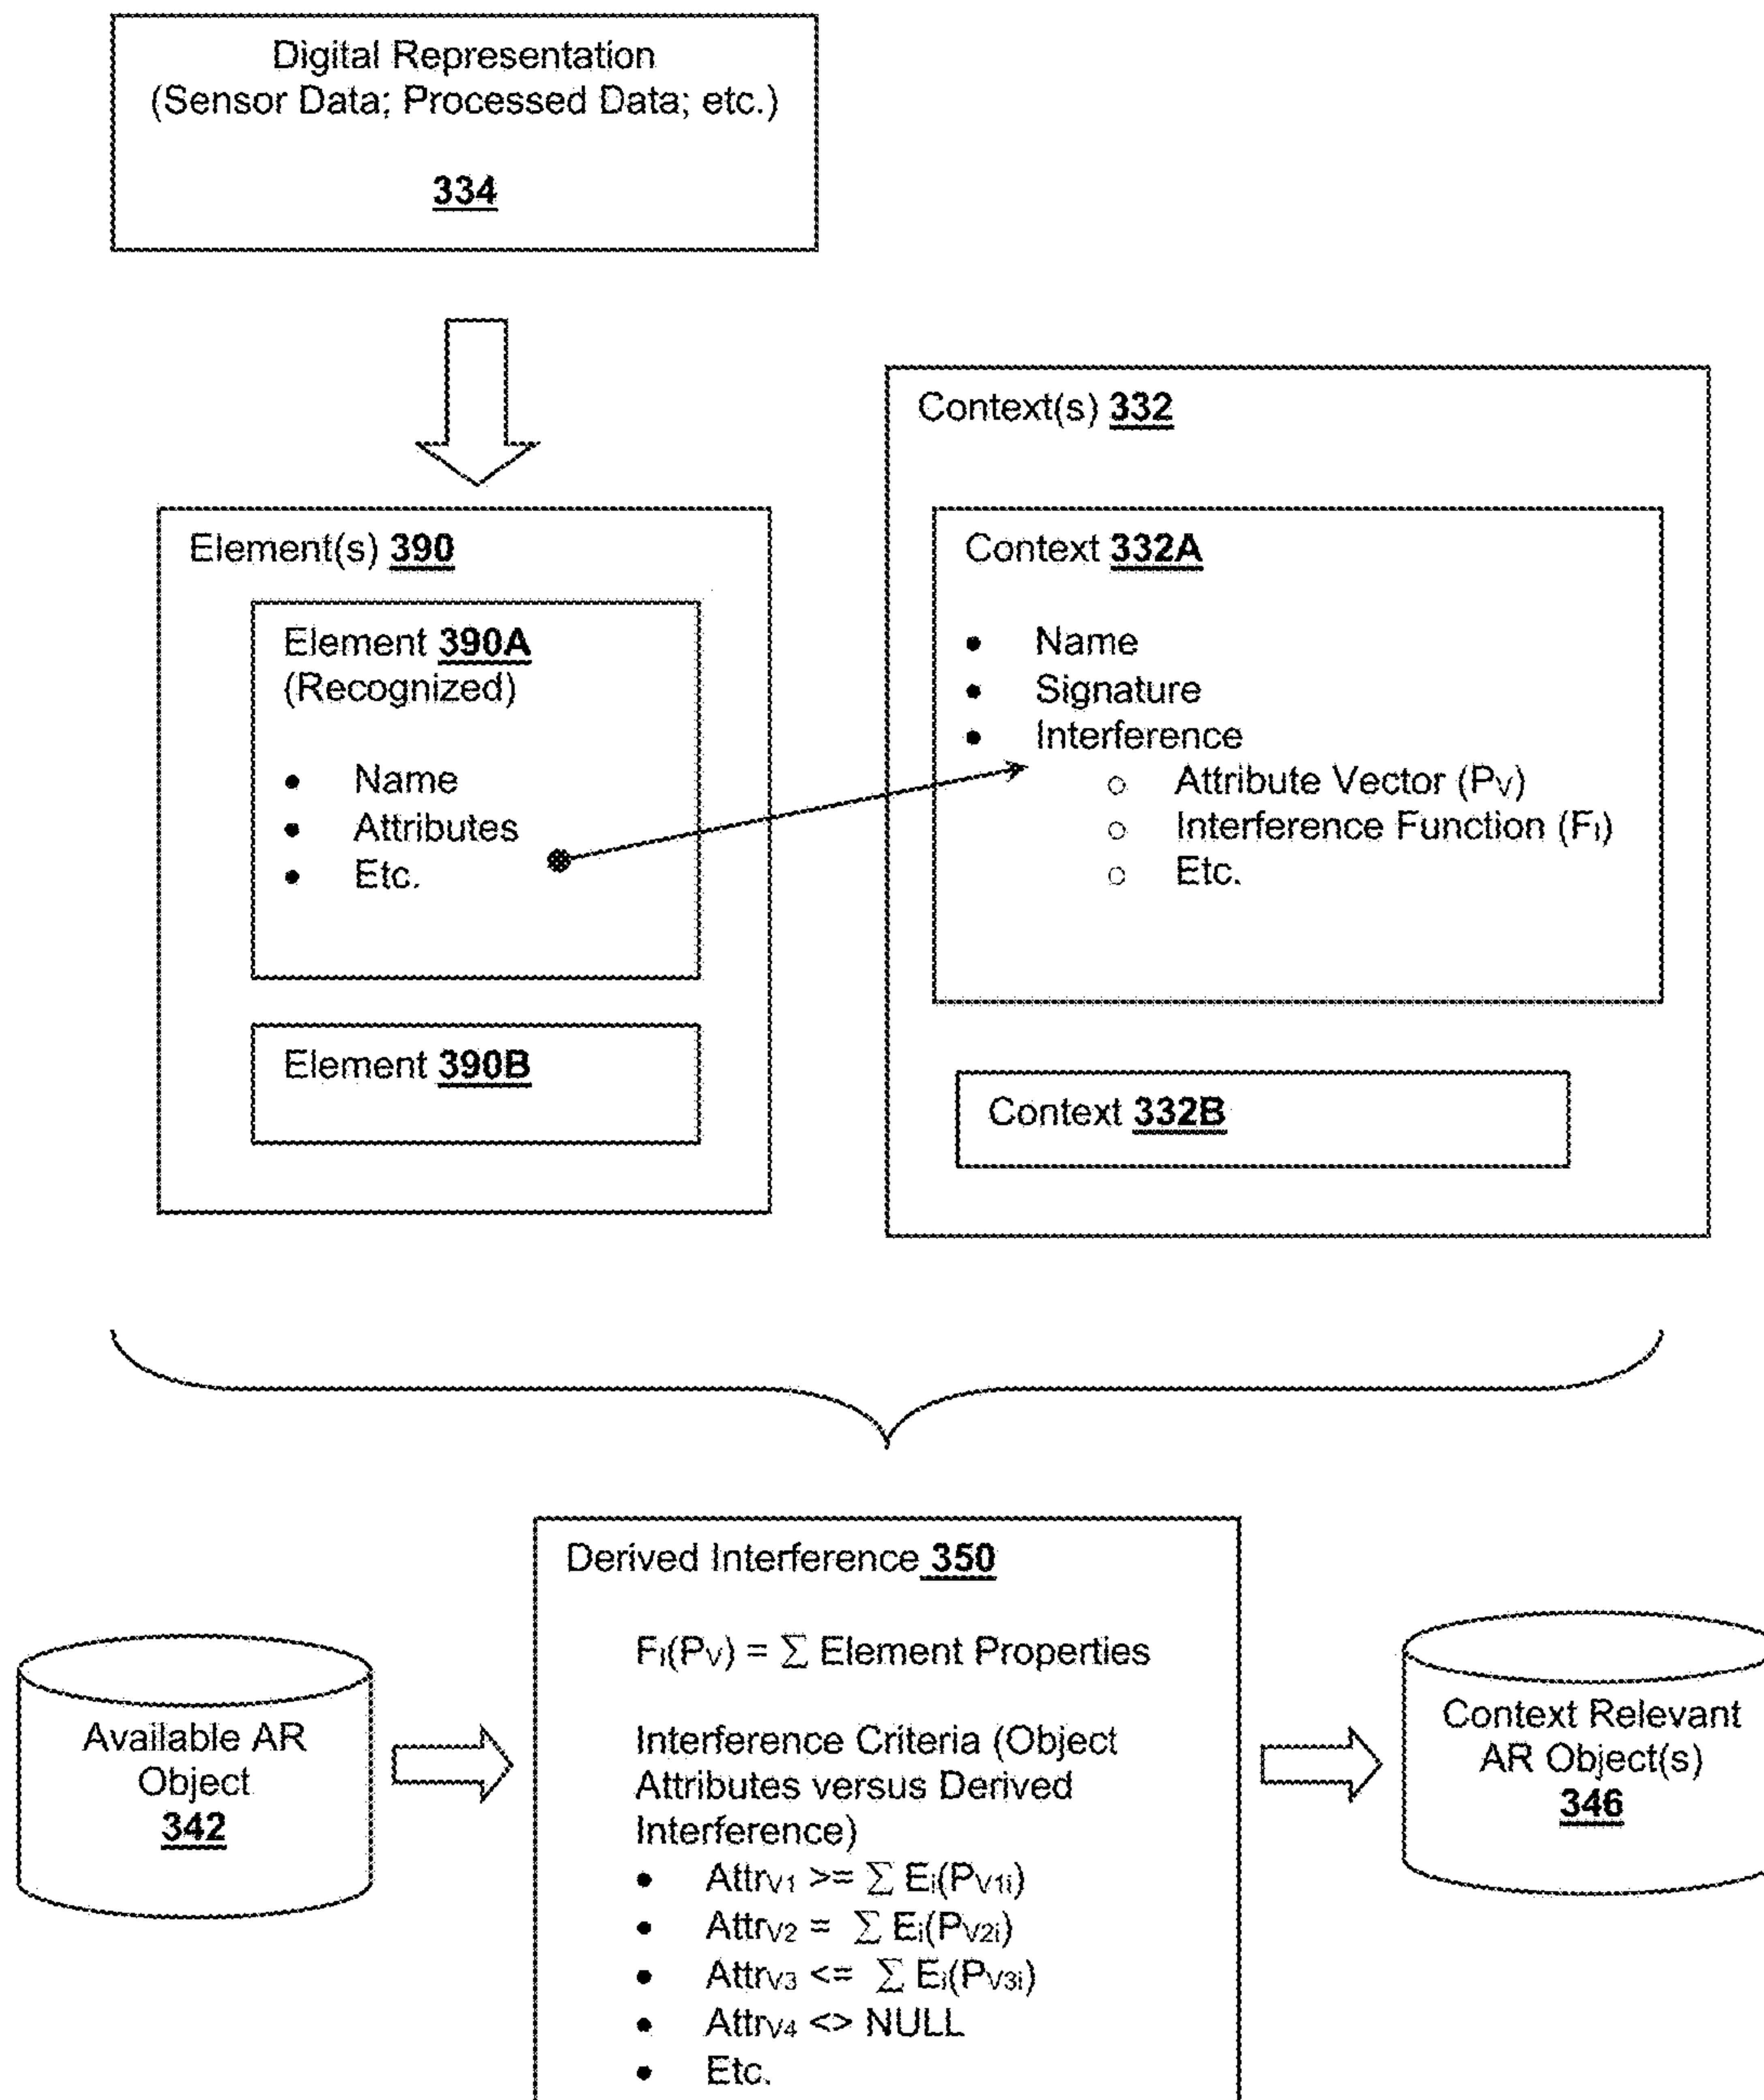 Digital Representation
(Sensor Data; Processed Data; etc.)
334
Element(s) 390
Element 390A
(Recognized)
• Name
• Attributes
• Etc.
Element 390B
Context(s) 332
Context 332A
• Name
• Signature
• Interference
○ Attribute Vector (PV)
○ Interference Function (FI)
○ Etc.
Context 332B
Available AR
Object
342
Derived Interference 350
FI(PV) = ∑ Element Properties
Interference Criteria (Object
Attributes versus Derived
Interference)
• AttrV1 >= ∑ Ei(PV1i)
• AttrV2 = ∑ Ei(PV2i)
• AttrV3 <= ∑ Ei(PV3i)
• AttrV4 <> NULL
• Etc.
Context Relevant
AR Object(s)
346